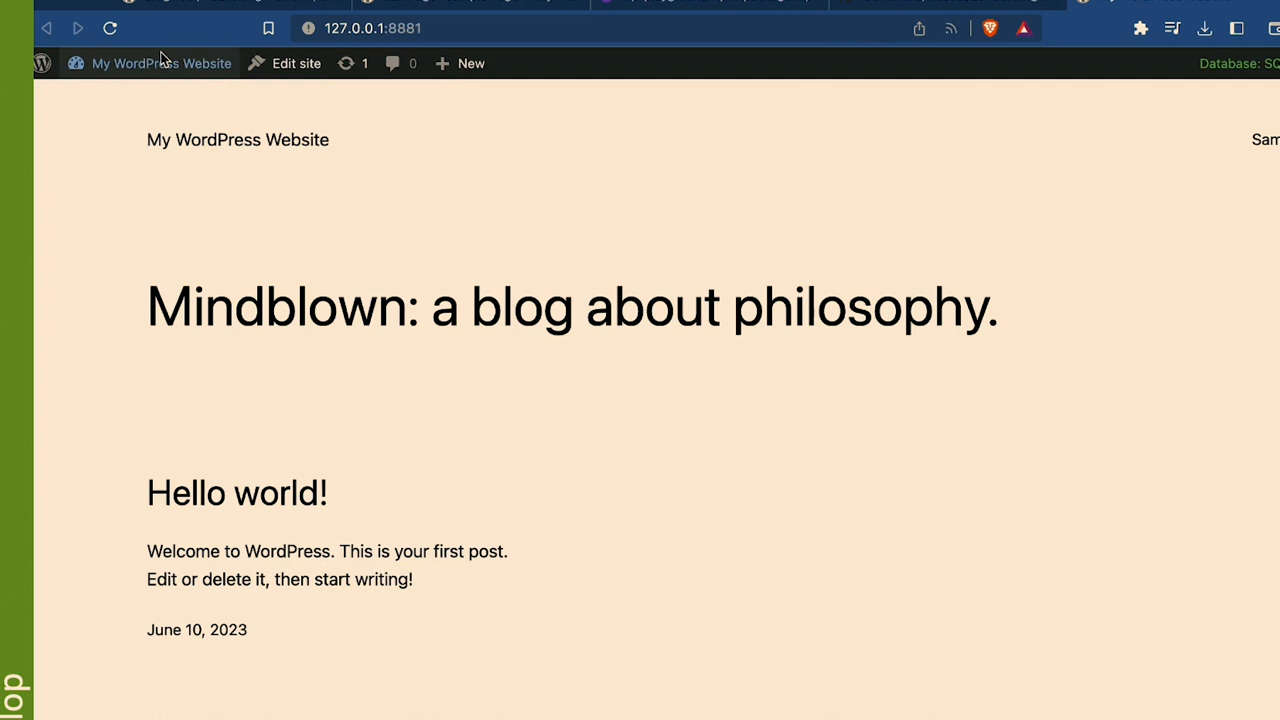 127.0.0.1:8881
My WordPress Website Edit site 1 0 New Database: SQ
My WordPress Website Sam
Mindblown: a blog about philosophy.
Hello world!
Welcome to WordPress. This is your first post.
Edit or delete it, then start writing!
June 10, 2023
lop